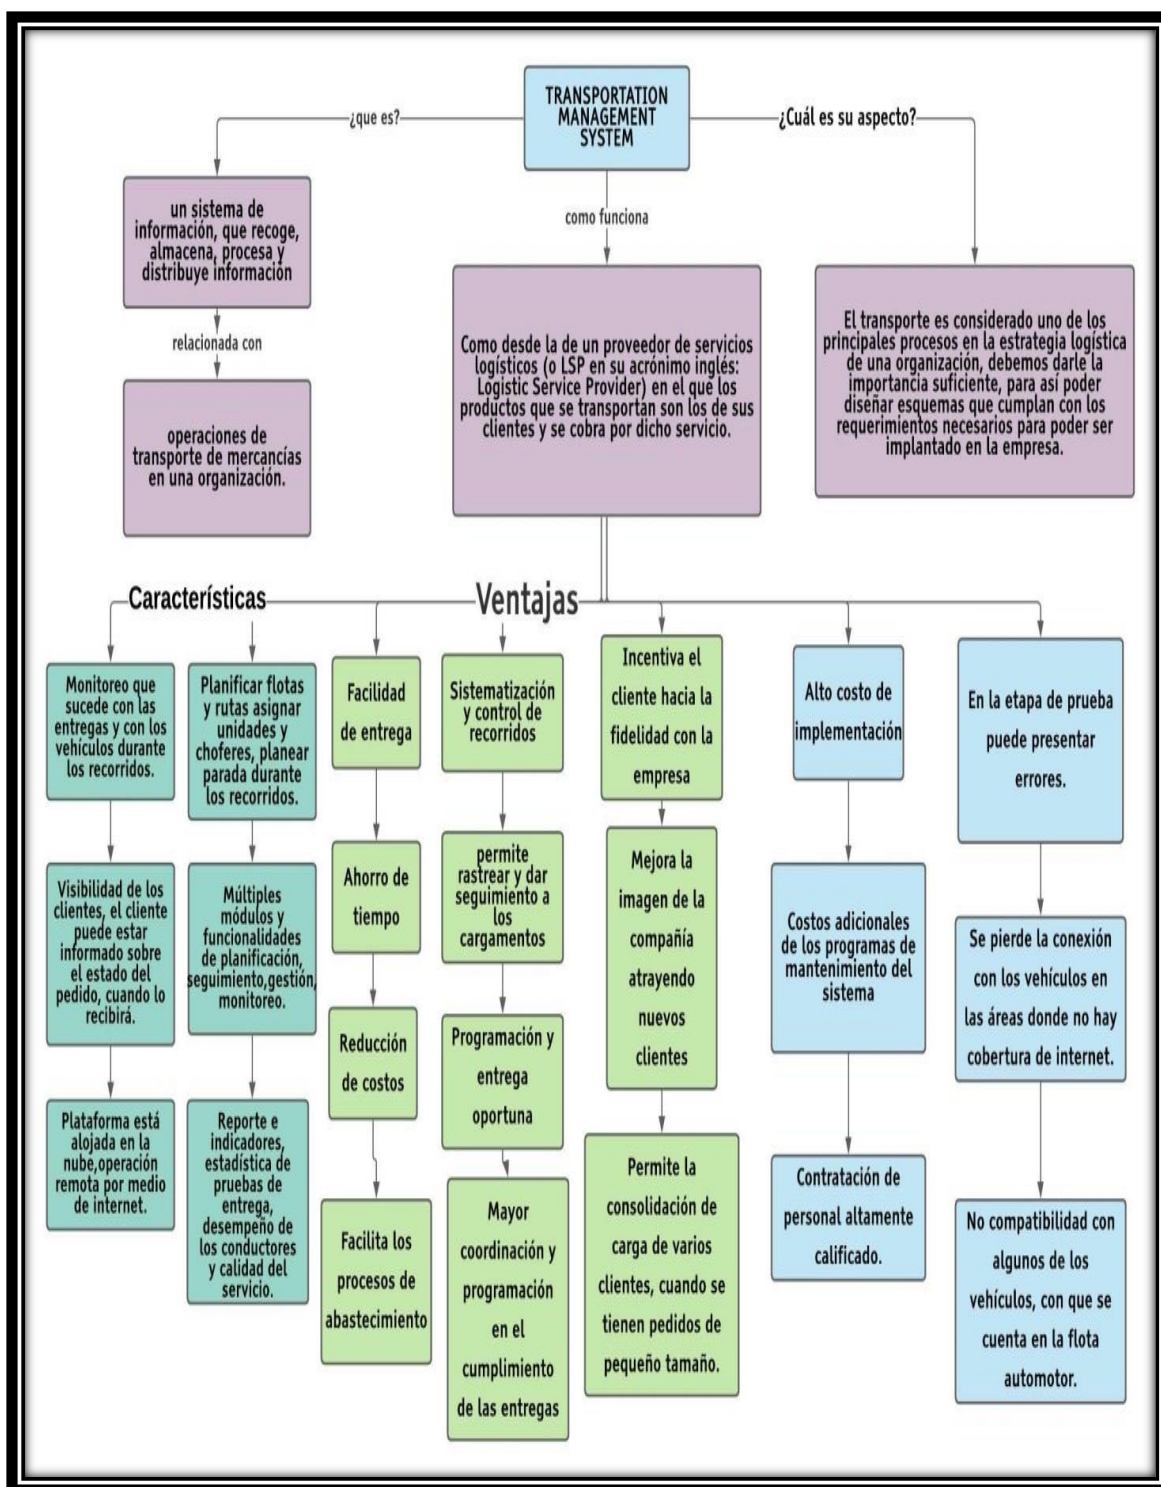 TRANSPORTATION
MANAGEMENT
SYSTEM
¿que es?
¿Cuál es su aspecto?
como funciona
un sistema de
información, que recoge,
almacena, procesa y
distribuye información
relacionada con
operaciones de
transporte de mercancías
en una organización.
Como desde la de un proveedor de servicios
logísticos (o LSP en su acrónimo inglés:
Logistic Service Provider) en el que los
productos que se transportan son los de sus
clientes y se cobra por dicho servicio.
El transporte es considerado uno de los
principales procesos en la estrategia logística
de una organización, debemos darle la
importancia suficiente, para así poder
diseñar esquemas que cumplan con los
requerimientos necesarios para poder ser
implantado en la empresa.
Características
Ventajas
Monitoreo que
sucede con las
entregas y con los
vehículos durante
los recorridos.
Visibilidad de los
clientes, el cliente
puede estar
informado sobre
el estado del
pedido, cuando lo
recibirá.
Plataforma está
alojada en la
nube,operación
remota por medio
de internet.
Planificar flotas
y rutas asignar
unidades y
choferes, planear
parada durante
los recorridos.
Múltiples
módulos y
funcionalidades
de planificación,
seguimiento,gestión,
monitoreo.
Reporte e
indicadores,
estadística de
pruebas de
entrega,
desempeño de
los conductores
y calidad del
servicio.
Facilidad
de entrega
Ahorro de
tiempo
Reducción
de costos
Facilita los
procesos de
abastecimiento
Sistematización
y control de
recorridos
permite
rastrear y dar
seguimiento a
los
cargamentos
Programación y
entrega
oportuna
Mayor
coordinación y
programación
en el
cumplimiento
de las entregas
Incentiva el
cliente hacia la
fidelidad con la
empresa
Mejora la
imagen de la
compañía
atrayendo
nuevos
clientes
Permite la
consolidación de
carga de varios
clientes, cuando se
tienen pedidos de
pequeño tamaño.
Alto costo de
implementación
Costos adicionales
de los programas de
mantenimiento del
sistema
Contratación de
personal altamente
calificado.
En la etapa de prueba
puede presentar
errores.
Se pierde la conexión
con los vehículos en
las áreas donde no hay
cobertura de internet.
No compatibilidad con
algunos de los
vehículos, con que se
cuenta en la flota
automotor.